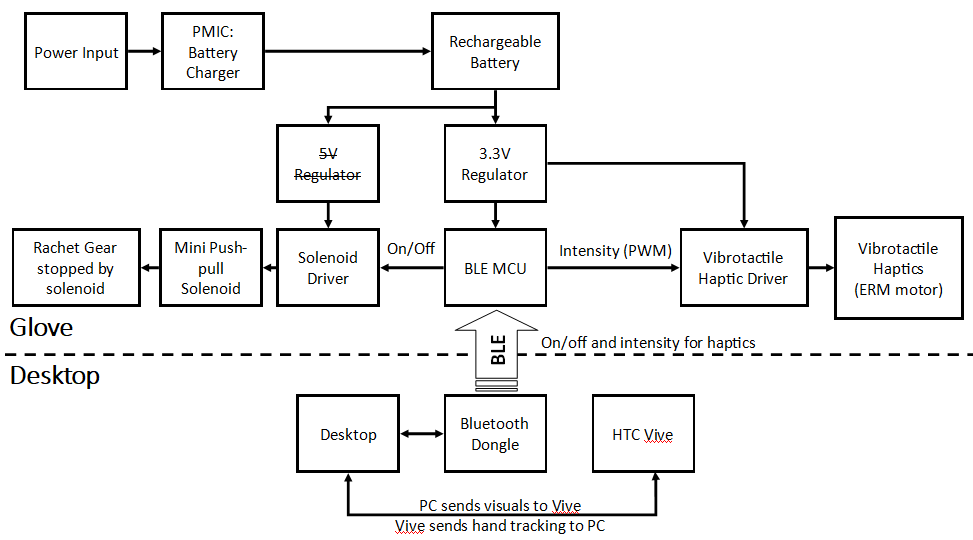 Power Input
PMIC:
Battery
Charger
Rechargeable
Battery
5V
Regulator
3.3V
Regulator
Rachet Gear
stopped by
solenoid
Mini Push-
pull
Solenoid
Solenoid
Driver
On/Off
BLE MCU
Intensity (PWM)
Vibrotactile
Haptic Driver
Vibrotactile
Haptics
(ERM motor)
Glove
BLE
On/off and intensity for haptics
Desktop
Desktop
Bluetooth
Dongle
HTC Vive
PC sends visuals to Vive
Vive sends hand tracking to PC